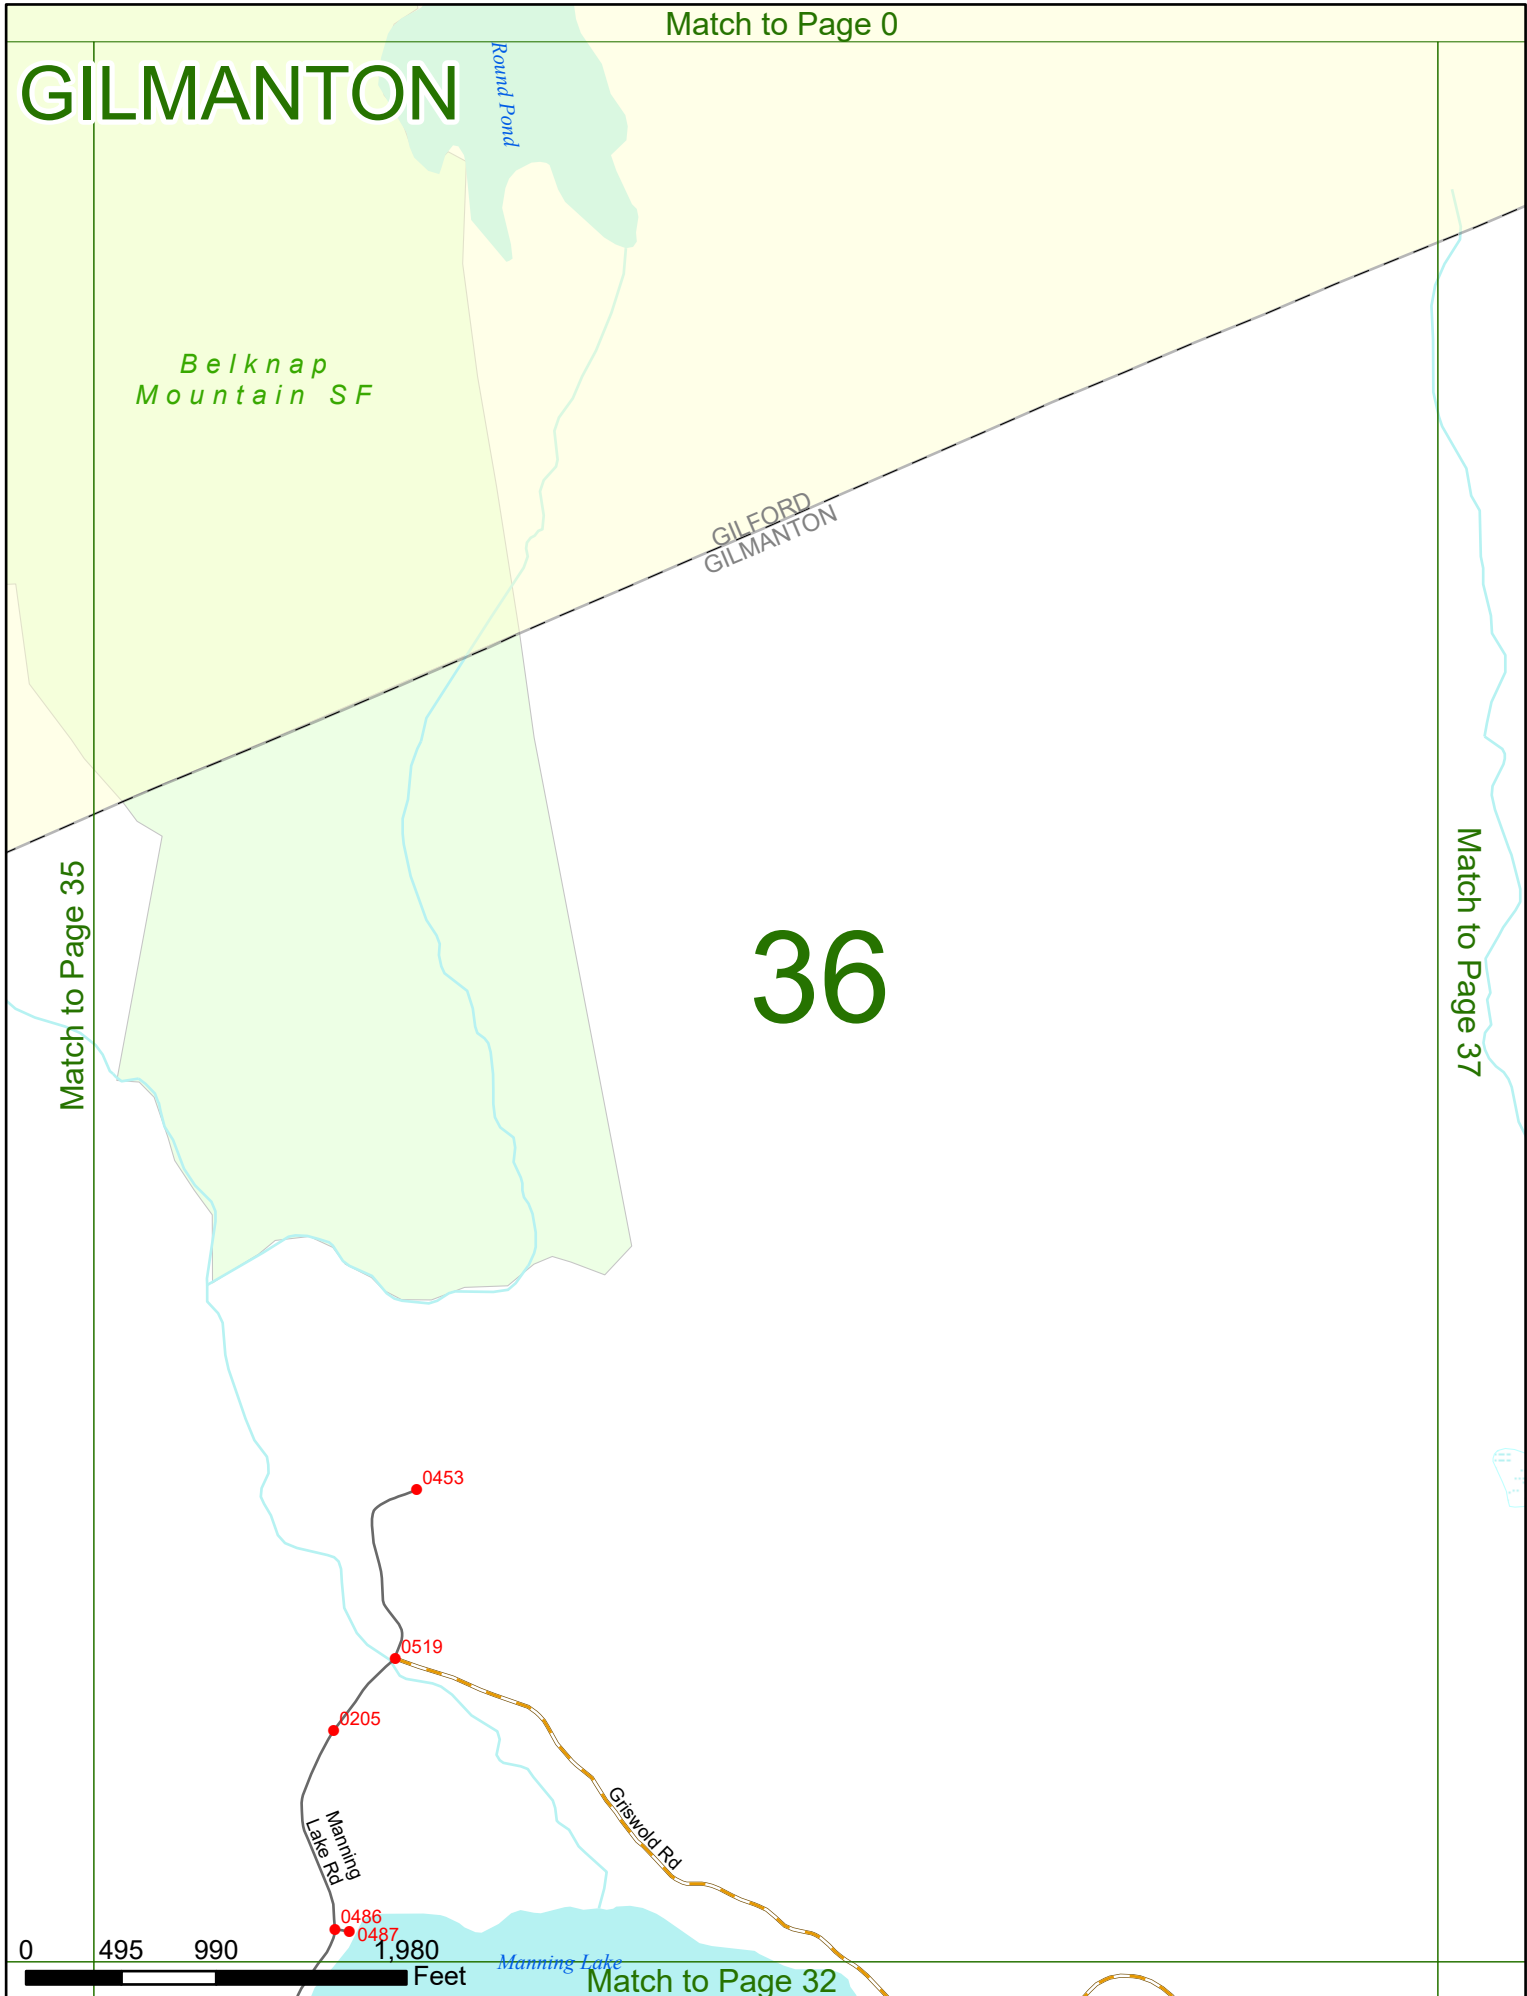 Match to Page 0
GILMANTON
Round Pond
Belknap
Mountain SF
GILFORD
GILMANTON
Match to Page 35
36
Match to Page 37
0453
0519
0205
Griswold Rd
Manning
Lake Rd
0486
0487
0 495 990 1,980
Feet
Manning Lake
Match to Page 32